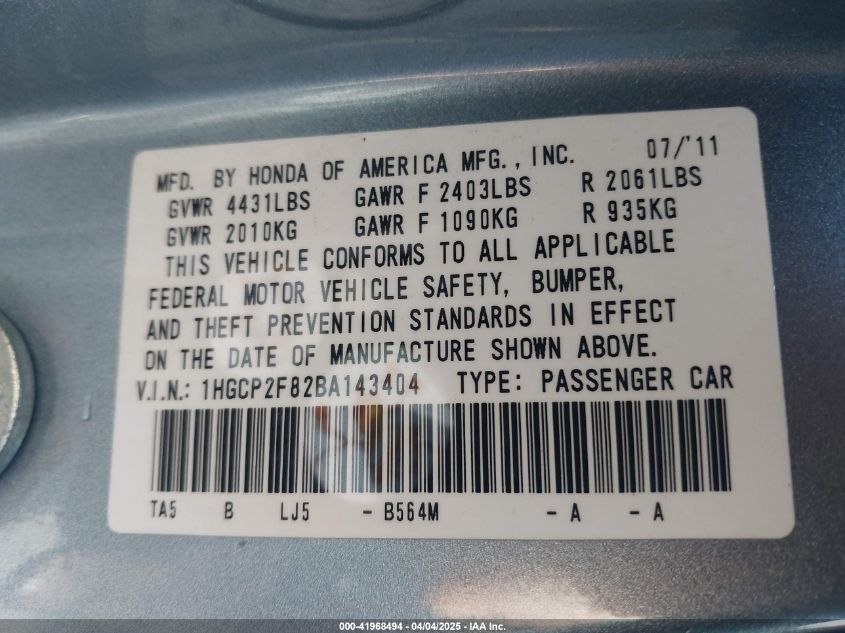 MFD. BY HONDA OF AMERICA MFG., INC. 07/'11
GVWR 4431LBS GAWR F 2403LBS R 2061LBS
GVWR 2010KG GAWR F 1090KG R 935KG
THIS VEHICLE CONFORMS TO ALL APPLICABLE
FEDERAL MOTOR VEHICLE SAFETY, BUMPER,
AND THEFT PREVENTION STANDARDS IN EFFECT
ON THE DATE OF MANUFACTURE SHOWN ABOVE.
V.I.N.: 1HGCP2F82BA143404 TYPE: PASSENGER CAR
TA5 B LJ5 - B564M - A - A
000-41968494 - 04/04/2025 - IAA Inc.